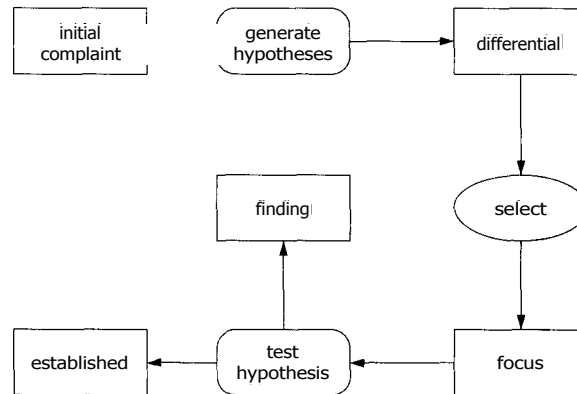 initial
complaint
generate
hypotheses
differential
finding
select
established
test
hypothesis
focus